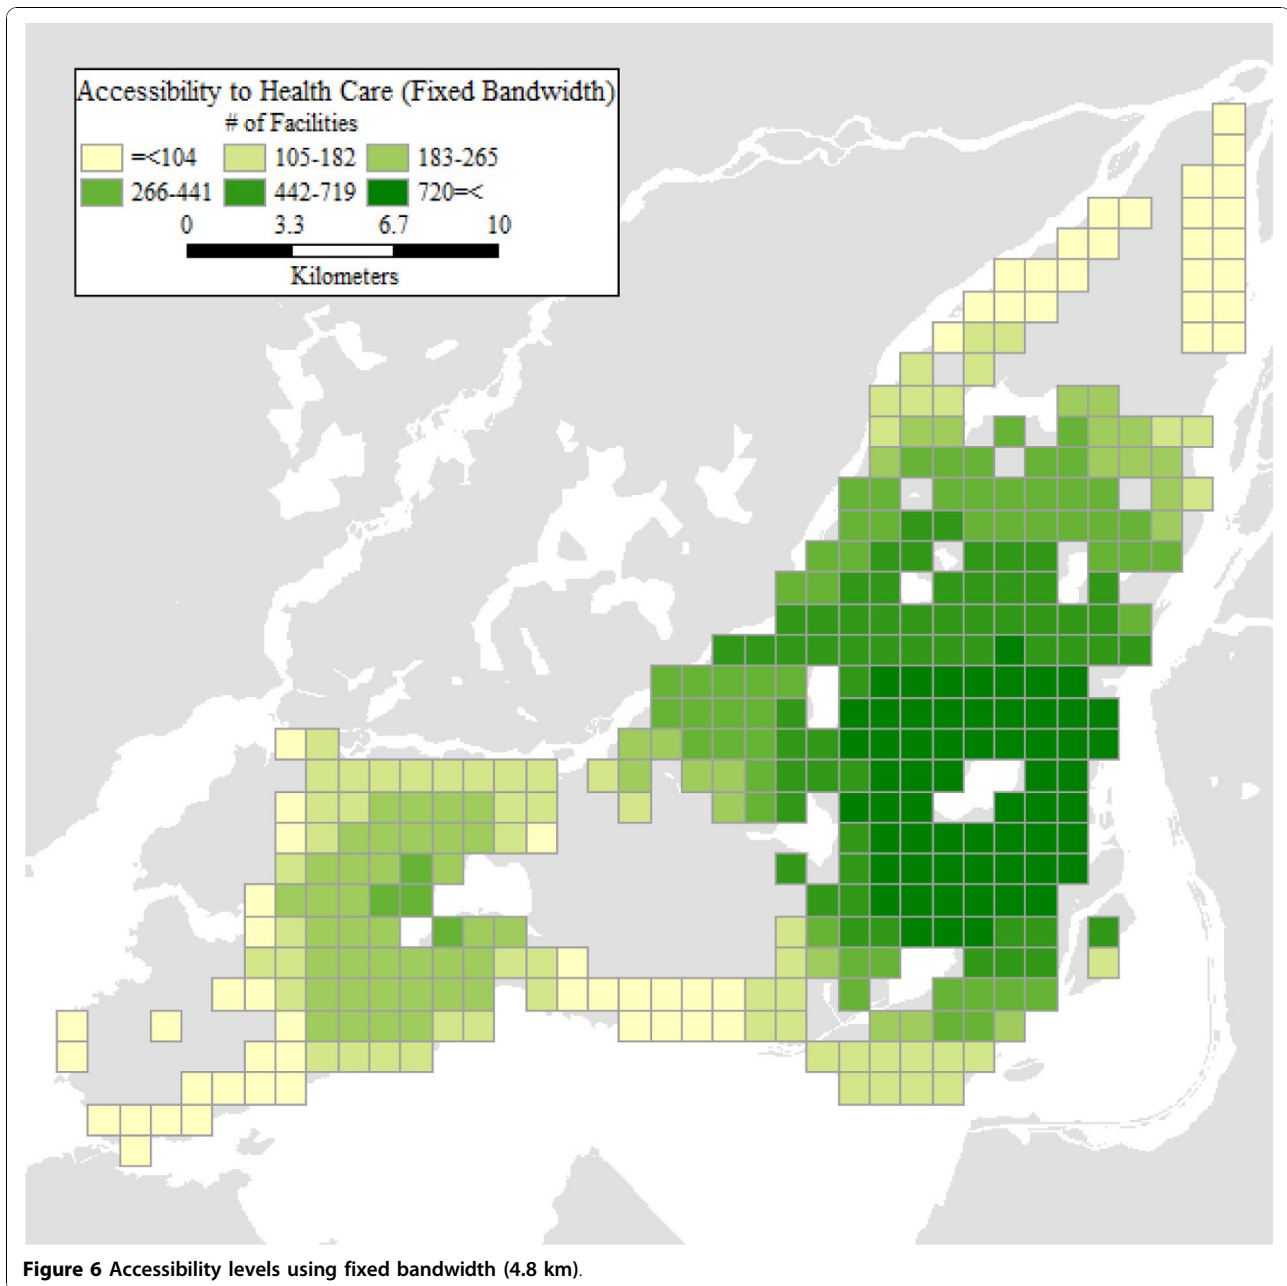 Accessibility to Health Care (Fixed Bandwidth)
# of Facilities
=<104 105-182 183-265
266-441 442-719 720=<
0 3.3 6.7 10
Kilometers
Figure 6 Accessibility levels using fixed bandwidth (4.8 km).